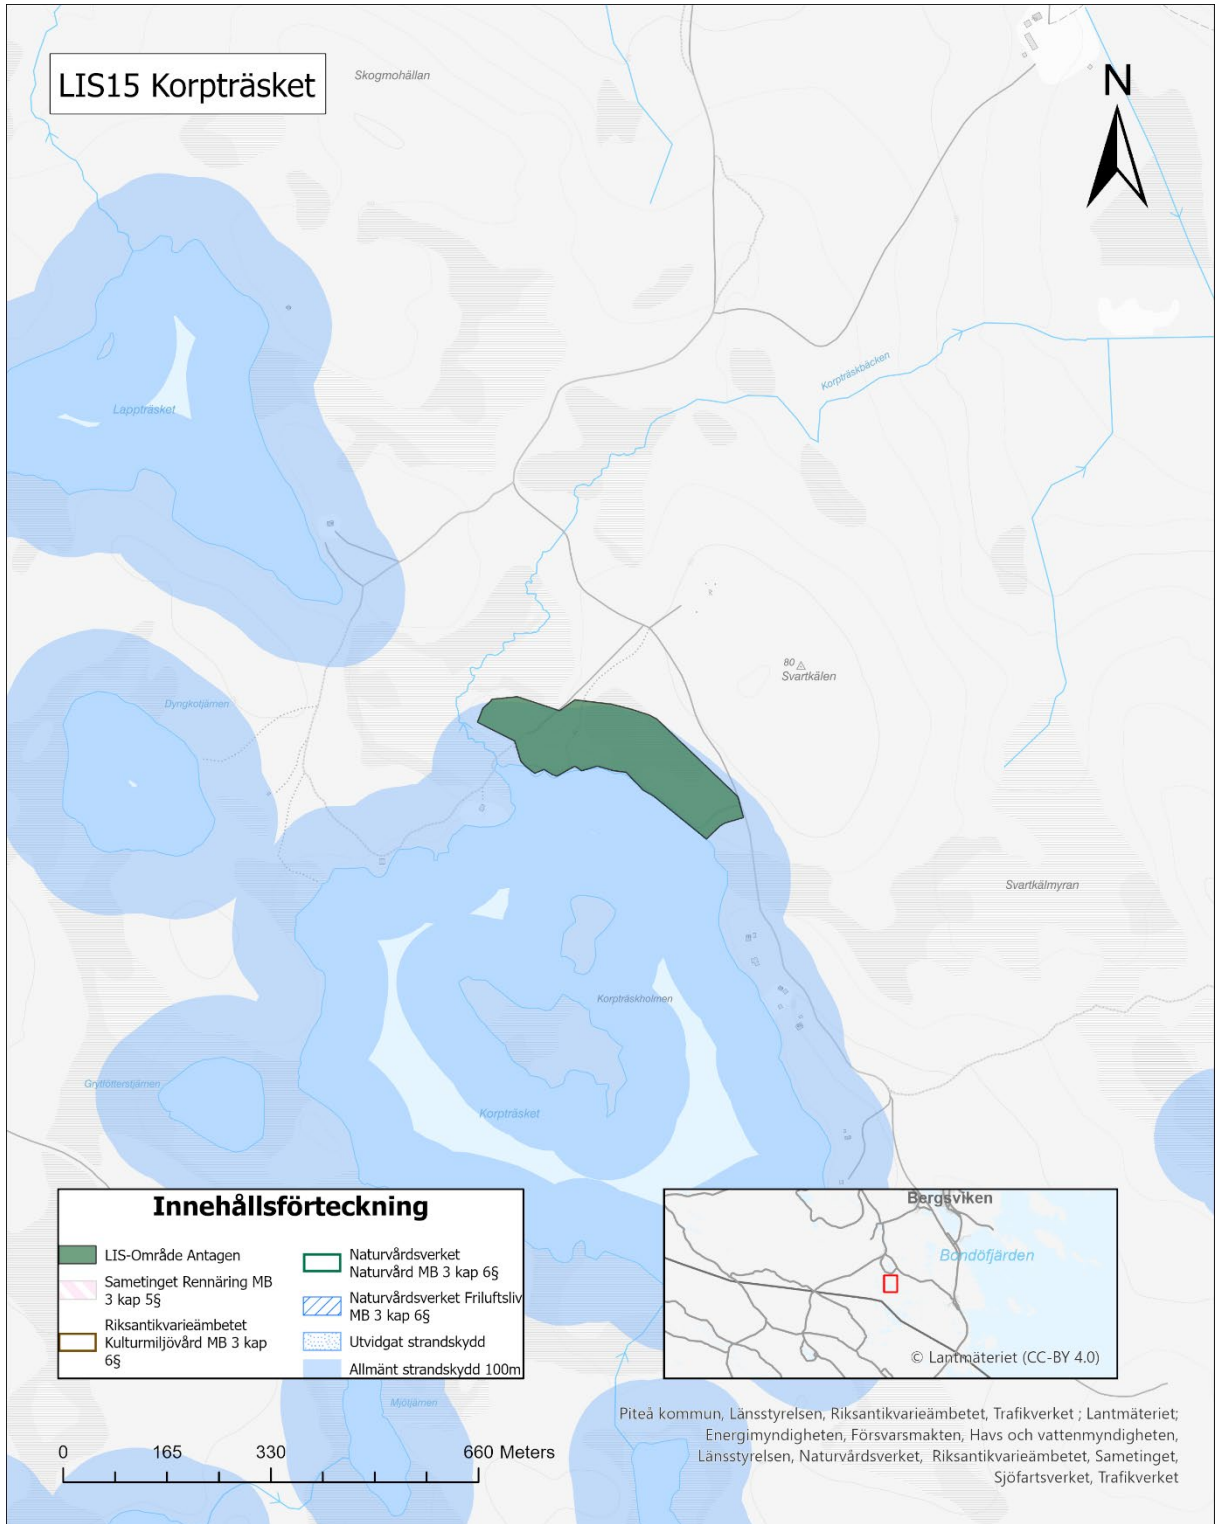 LIS15 Korpträsket
Skogmohällan
N
Korpträskbäcken
Lappträsket
80
Svartkälen
Dyngkotjärnen
Svartkälmyran
Korpträskholmen
Grytfötterstjärnen
Korpträsket
Innehållsförteckning
LIS-Område Antagen
Sametinget Rennäring MB
3 kap 5§
Riksantikvarieämbetet
Kulturmiljövård MB 3 kap
6§
Naturvårdsverket
Naturvård MB 3 kap 6§
Naturvårdsverket Friluftsliv
MB 3 kap 6§
Utvidgat strandskydd
Allmänt strandskydd 100m
Bergsviken
Bondöfjärden
© Lantmäteriet (CC-BY 4.0)
Mjötjärnen
Piteå kommun, Länsstyrelsen, Riksantikvarieämbetet, Trafikverket ; Lantmäteriet;
Energimyndigheten, Försvarsmakten, Havs och vattenmyndigheten,
Länsstyrelsen, Naturvårdsverket, Riksantikvarieämbetet, Sametinget,
Sjöfartsverket, Trafikverket
0 165 330 660 Meters